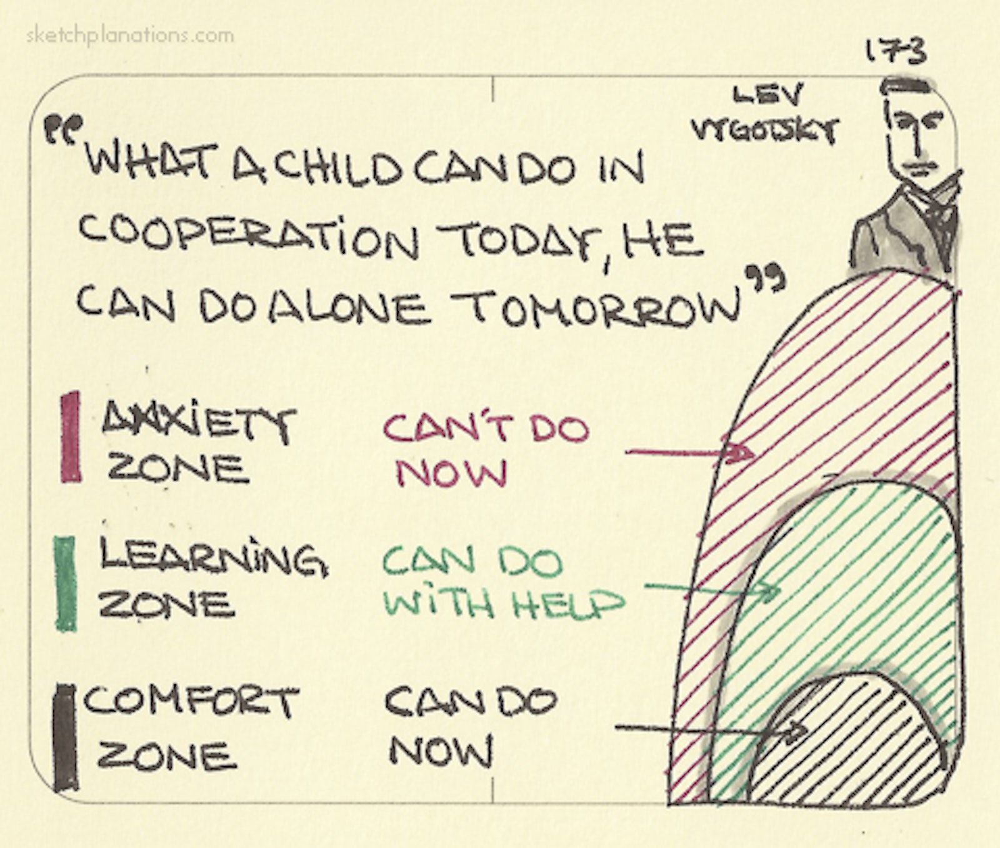 sketchplanations.com
173
LEV
VYGOTSKY
“WHAT A CHILD CAN DO IN
COOPERATION TODAY, HE
CAN DO ALONE TOMORROW”
ANXIETY
ZONE
CAN'T DO
NOW
LEARNING
ZONE
CAN DO
WITH HELP
COMFORT
ZONE
CAN DO
NOW